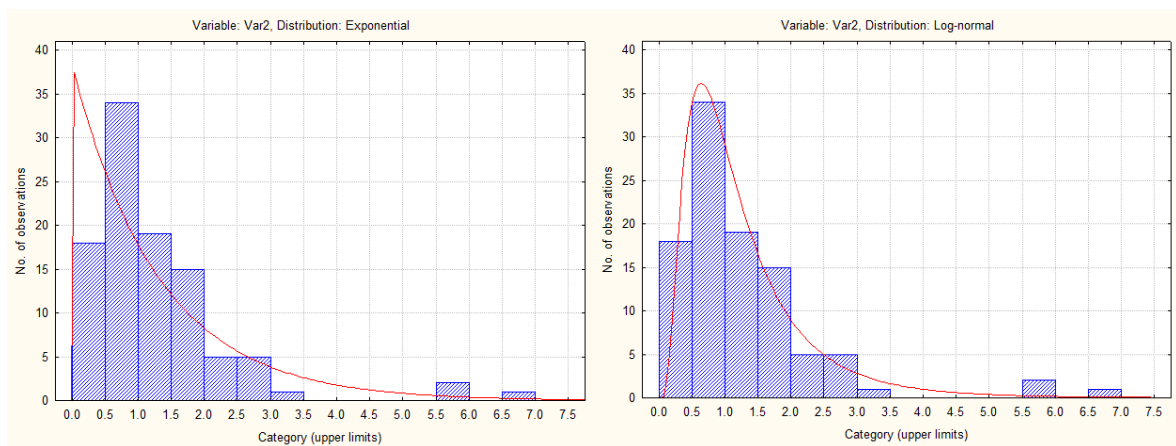 Variable: Var2, Distribution: Exponential
40
35
30
25
20
15
10
5
0
No. of observations
0.0 0.5 1.0 1.5 2.0 2.5 3.0 3.5 4.0 4.5 5.0 5.5 6.0 6.5 7.0 7.5
Category (upper limits)
Variable: Var2, Distribution: Log-normal
40
35
30
25
20
15
10
5
0
No. of observations
0.0 0.5 1.0 1.5 2.0 2.5 3.0 3.5 4.0 4.5 5.0 5.5 6.0 6.5 7.0 7.5
Category (upper limits)